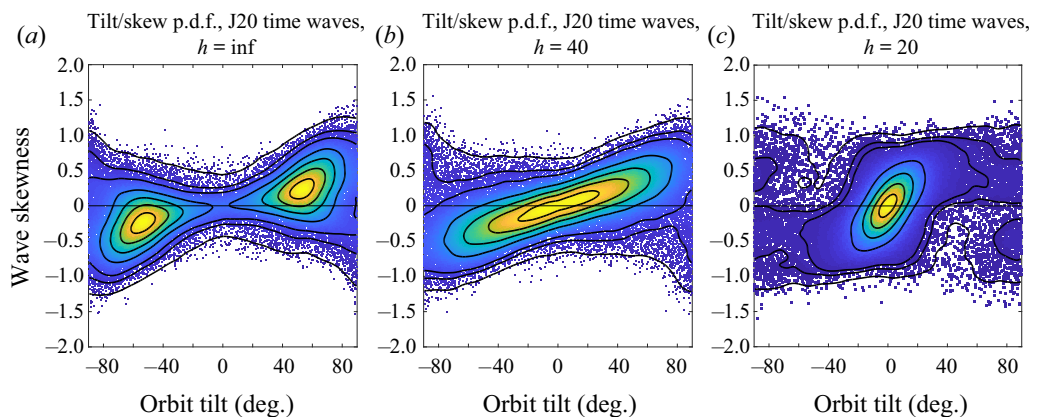 (a)
Tilt/skew p.d.f., J20 time waves,
h = inf
(b)
Tilt/skew p.d.f., J20 time waves,
h = 40
(c)
Tilt/skew p.d.f., J20 time waves,
h = 20
Wave skewness
2.0
1.5
1.0
0.5
0
−0.5
−1.0
−1.5
−2.0
−80 −40 0 40 80
Orbit tilt (deg.)
2.0
1.5
1.0
0.5
0
−0.5
−1.0
−1.5
−2.0
−80 −40 0 40 80
Orbit tilt (deg.)
2.0
1.5
1.0
0.5
0
−0.5
−1.0
−1.5
−2.0
−80 −40 0 40 80
Orbit tilt (deg.)